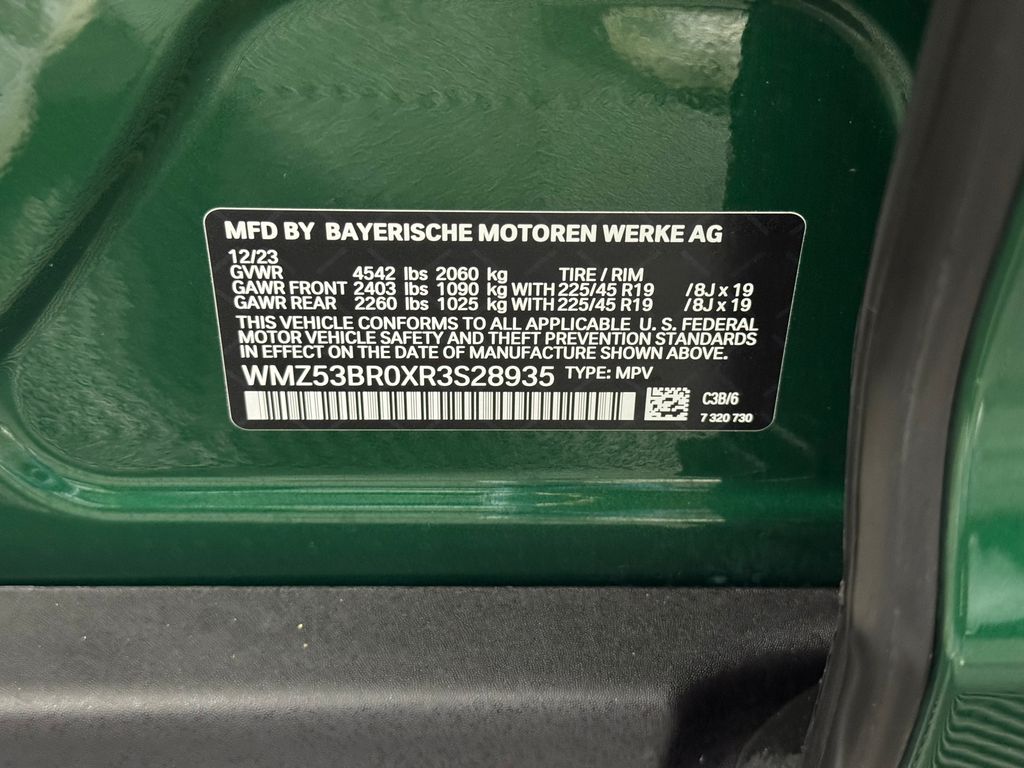 MFD BY BAYERISCHE MOTOREN WERKE AG
12/23
GVWR 4542 lbs 2060 kg TIRE / RIM
GAWR FRONT 2403 lbs 1090 kg WITH 225/45 R19 / 8J x 19
GAWR REAR 2260 lbs 1025 kg WITH 225/45 R19 / 8J x 19
THIS VEHICLE CONFORMS TO ALL APPLICABLE U. S. FEDERAL
MOTOR VEHICLE SAFETY AND THEFT PREVENTION STANDARDS
IN EFFECT ON THE DATE OF MANUFACTURE SHOWN ABOVE.
WMZ53BR0XR3S28935 TYPE: MPV
C3B/6
7 320 730